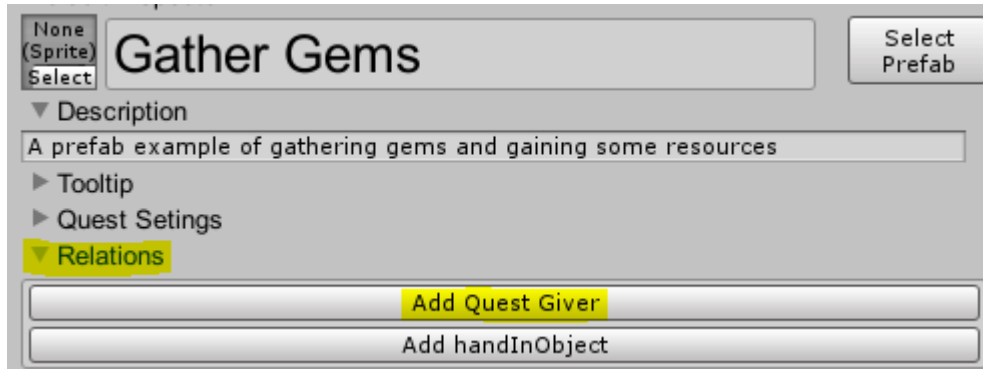 None
(Sprite)
Select
Gather Gems
Select
Prefab
Description
A prefab example of gathering gems and gaining some resources
Tooltip
Quest Setings
Relations
Add Quest Giver
Add handInObject